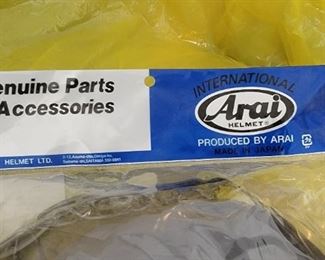 enuine Parts
Accessories
HELMET LTD.
INTERNATIONAL
Arai
HELMET®
PRODUCED BY ARAI
MADE IN JAPAN